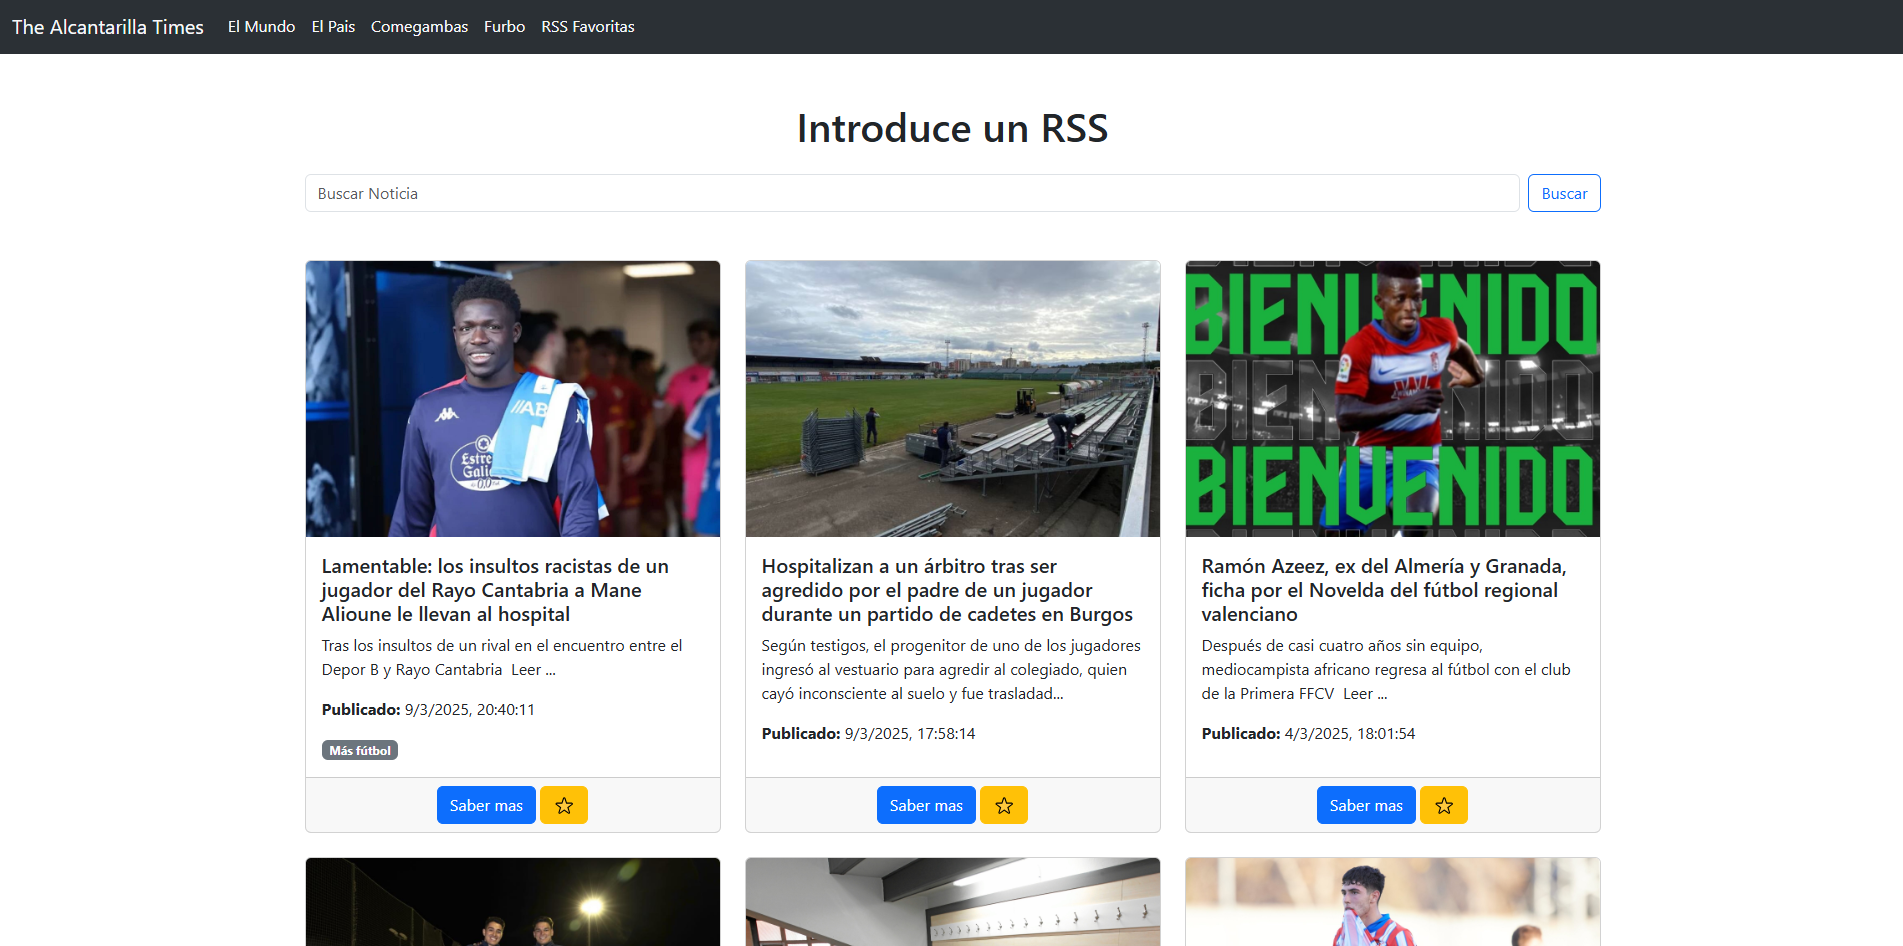 The Alcantarilla Times El Mundo El Pais Comegambas Furbo RSS Favoritas
Introduce un RSS
Buscar Noticia
Buscar
//AB
Estre
Galic
0,0
BIENVENIDO
BIENVENIDO
BIENVENIDO
Lamentable: los insultos racistas de un
jugador del Rayo Cantabria a Mane
Alioune le llevan al hospital
Tras los insultos de un rival en el encuentro entre el
Depor B y Rayo Cantabria  Leer ...
Publicado: 9/3/2025, 20:40:11
Más fútbol
Saber mas
Hospitalizan a un árbitro tras ser
agredido por el padre de un jugador
durante un partido de cadetes en Burgos
Según testigos, el progenitor de uno de los jugadores
ingresó al vestuario para agredir al colegiado, quien
cayó inconsciente al suelo y fue trasladad...
Publicado: 9/3/2025, 17:58:14
Saber mas
Ramón Azeez, ex del Almería y Granada,
ficha por el Novelda del fútbol regional
valenciano
Después de casi cuatro años sin equipo,
mediocampista africano regresa al fútbol con el club
de la Primera FFCV  Leer ...
Publicado: 4/3/2025, 18:01:54
Saber mas